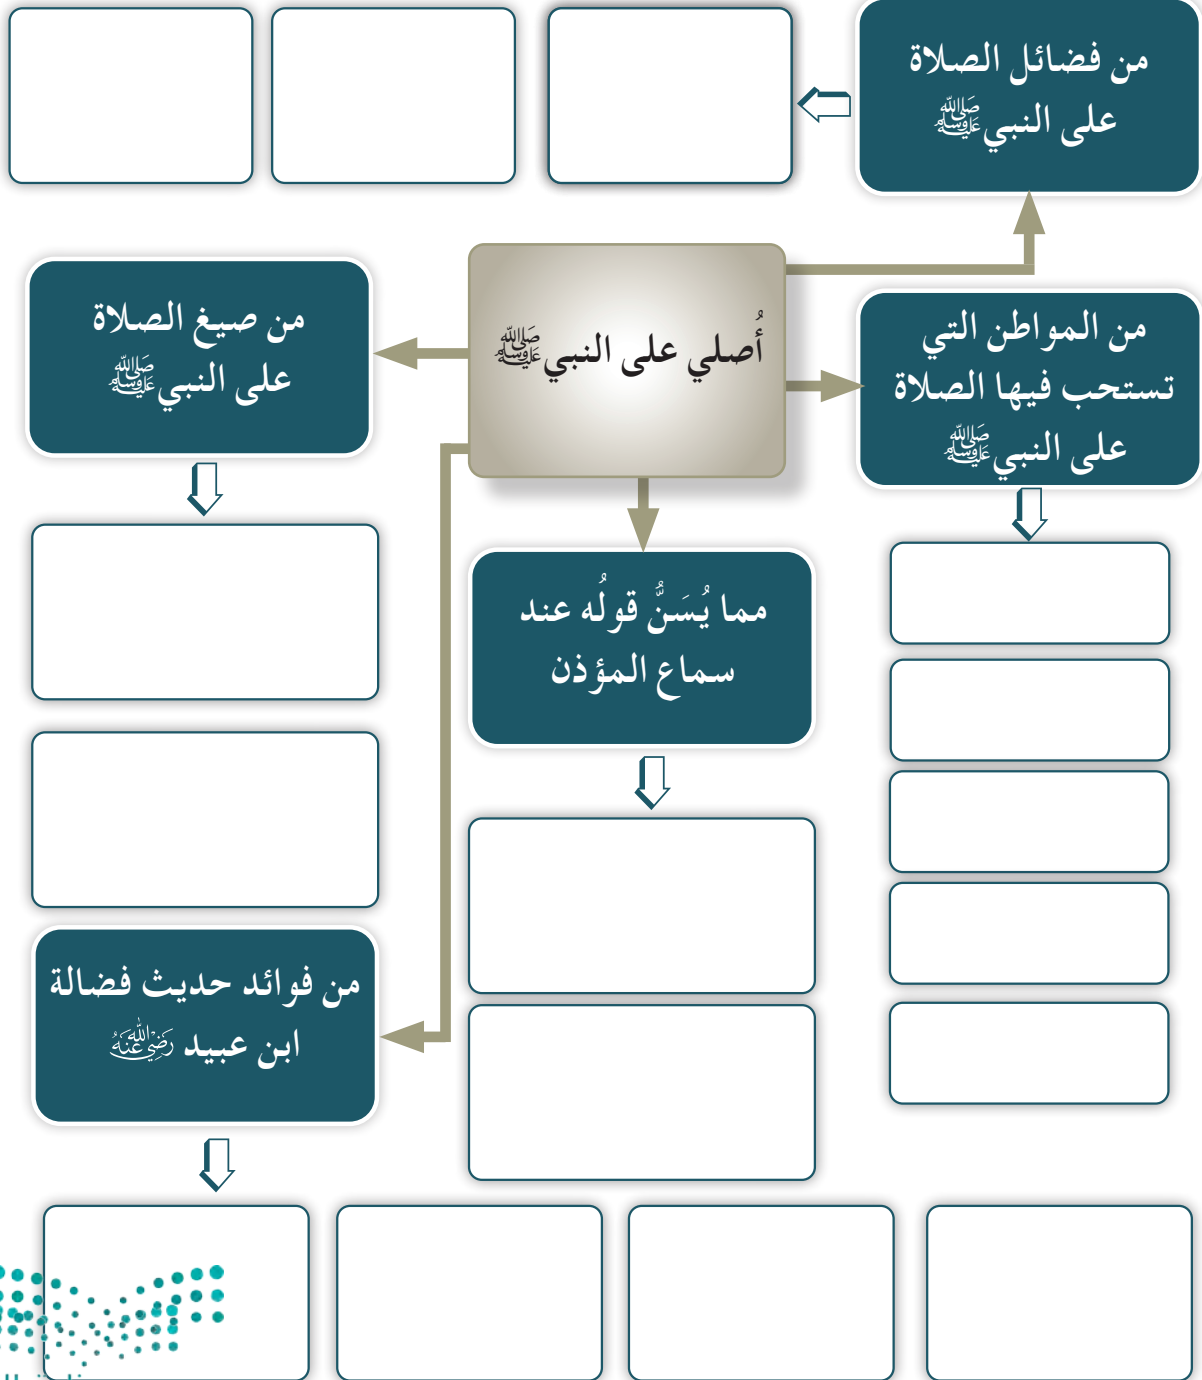 من فضائل الصلاة
على النبي ﷺ
أُصلي على النبي ﷺ
من صيغ الصلاة
على النبي ﷺ
من المواطن التي
تستحب فيها الصلاة
على النبي ﷺ
مما يُسَنُّ قولُه عند
سماع المؤذن
من فوائد حديث فضالة
ابن عبيد رَضِيَ اللَّهُ عَنْهُ